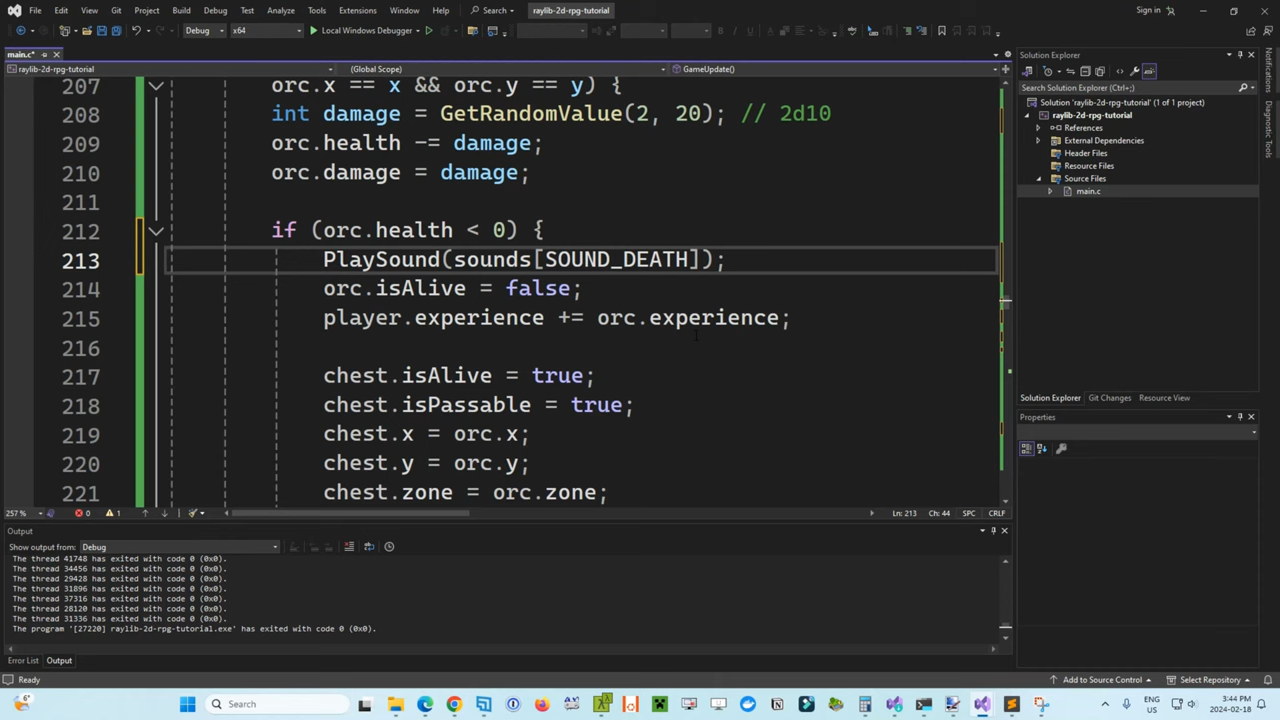 File Edit View Git Project Build Debug Test Analyze Tools Extensions Window Help Search raylib-2d-rpg-tutorial Sign in
Debug x64 Local Windows Debugger
main.c* Solution Explorer
raylib-2d-rpg-tutorial (Global Scope) GameUpdate()
Search Solution Explorer (Ctrl+;)
Solution 'raylib-2d-rpg-tutorial' (1 of 1 project)
raylib-2d-rpg-tutorial
References
External Dependencies
Header Files
Resource Files
Source Files
main.c
Notifications
Diagnostic Tools
207 orc.x == x && orc.y == y) {
208 int damage = GetRandomValue(2, 20); // 2d10
209 orc.health -= damage;
210 orc.damage = damage;
211
212 if (orc.health < 0) {
213 PlaySound(sounds[SOUND_DEATH]);
214 orc.isAlive = false;
215 player.experience += orc.experience;
216
217 chest.isAlive = true;
218 chest.isPassable = true;
219 chest.x = orc.x;
220 chest.y = orc.y;
221 chest.zone = orc.zone;
Solution Explorer Git Changes Resource View
Properties
257 % 0 1 Ln: 213 Ch: 44 SPC CRLF
Output
Show output from: Debug
The thread 41748 has exited with code 0 (0x0).
The thread 34456 has exited with code 0 (0x0).
The thread 29428 has exited with code 0 (0x0).
The thread 31896 has exited with code 0 (0x0).
The thread 37316 has exited with code 0 (0x0).
The thread 28120 has exited with code 0 (0x0).
The thread 31336 has exited with code 0 (0x0).
The program '[27220] raylib-2d-rpg-tutorial.exe' has exited with code 0 (0x0).
Error List Output
Ready Add to Source Control Select Repository
6° Search ENG US 3:44 PM 2024-02-18